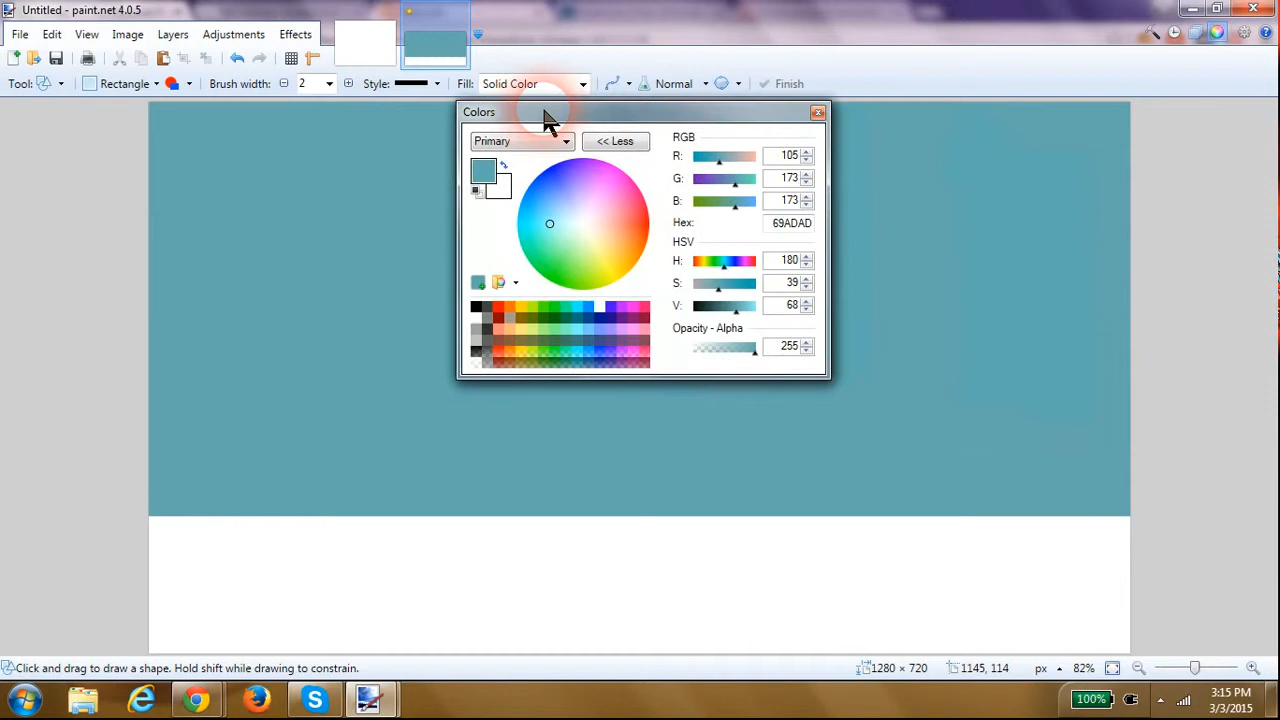 Untitled - paint.net 4.0.5
File Edit View Image Layers Adjustments Effects
Tool: Rectangle Brush width: 2 Style: Fill: Solid Color Normal Finish
Colors
Primary << Less
RGB
R: 105
G: 173
B: 173
Hex: 69ADAD
HSV
H: 180
S: 39
V: 68
Opacity - Alpha
255
Click and drag to draw a shape. Hold shift while drawing to constrain. 1280 × 720 1145, 114 px 82%
100% 3:15 PM
3/3/2015